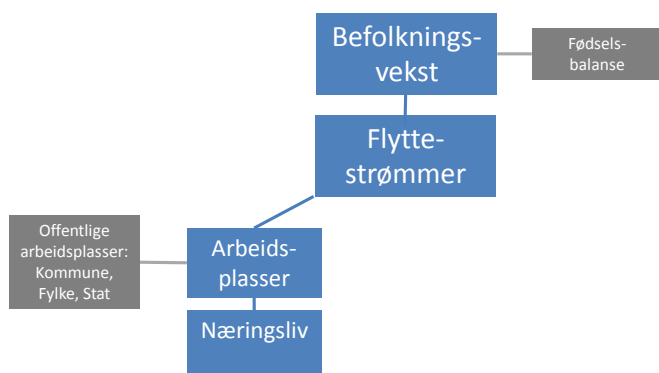 Befolknings-
vekst
Fødsels-
balanse
Flytte-
strømmer
Offentlige
arbeidsplasser:
Kommune,
Fylke, Stat
Arbeids-
plasser
Næringsliv